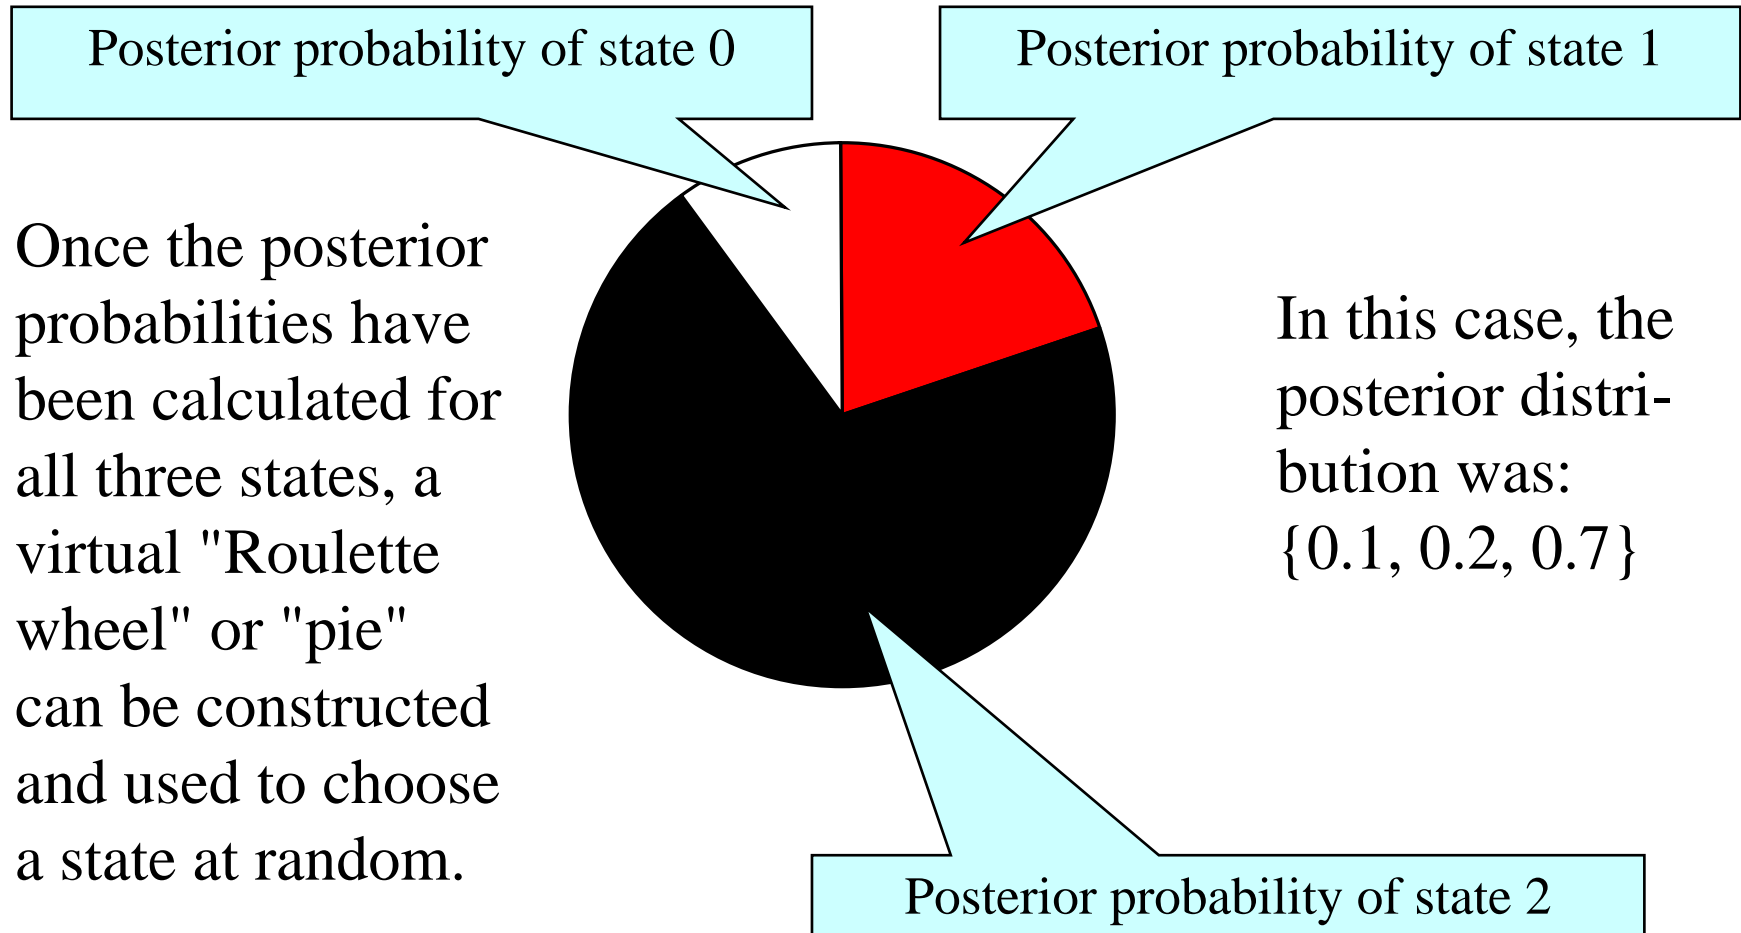 Posterior probability of state 0
Posterior probability of state 1
Once the posterior
probabilities have
been calculated for
all three states, a
virtual "Roulette
wheel" or "pie"
can be constructed
and used to choose
a state at random.
In this case, the
posterior distri-
bution was:
{0.1, 0.2, 0.7}
Posterior probability of state 2